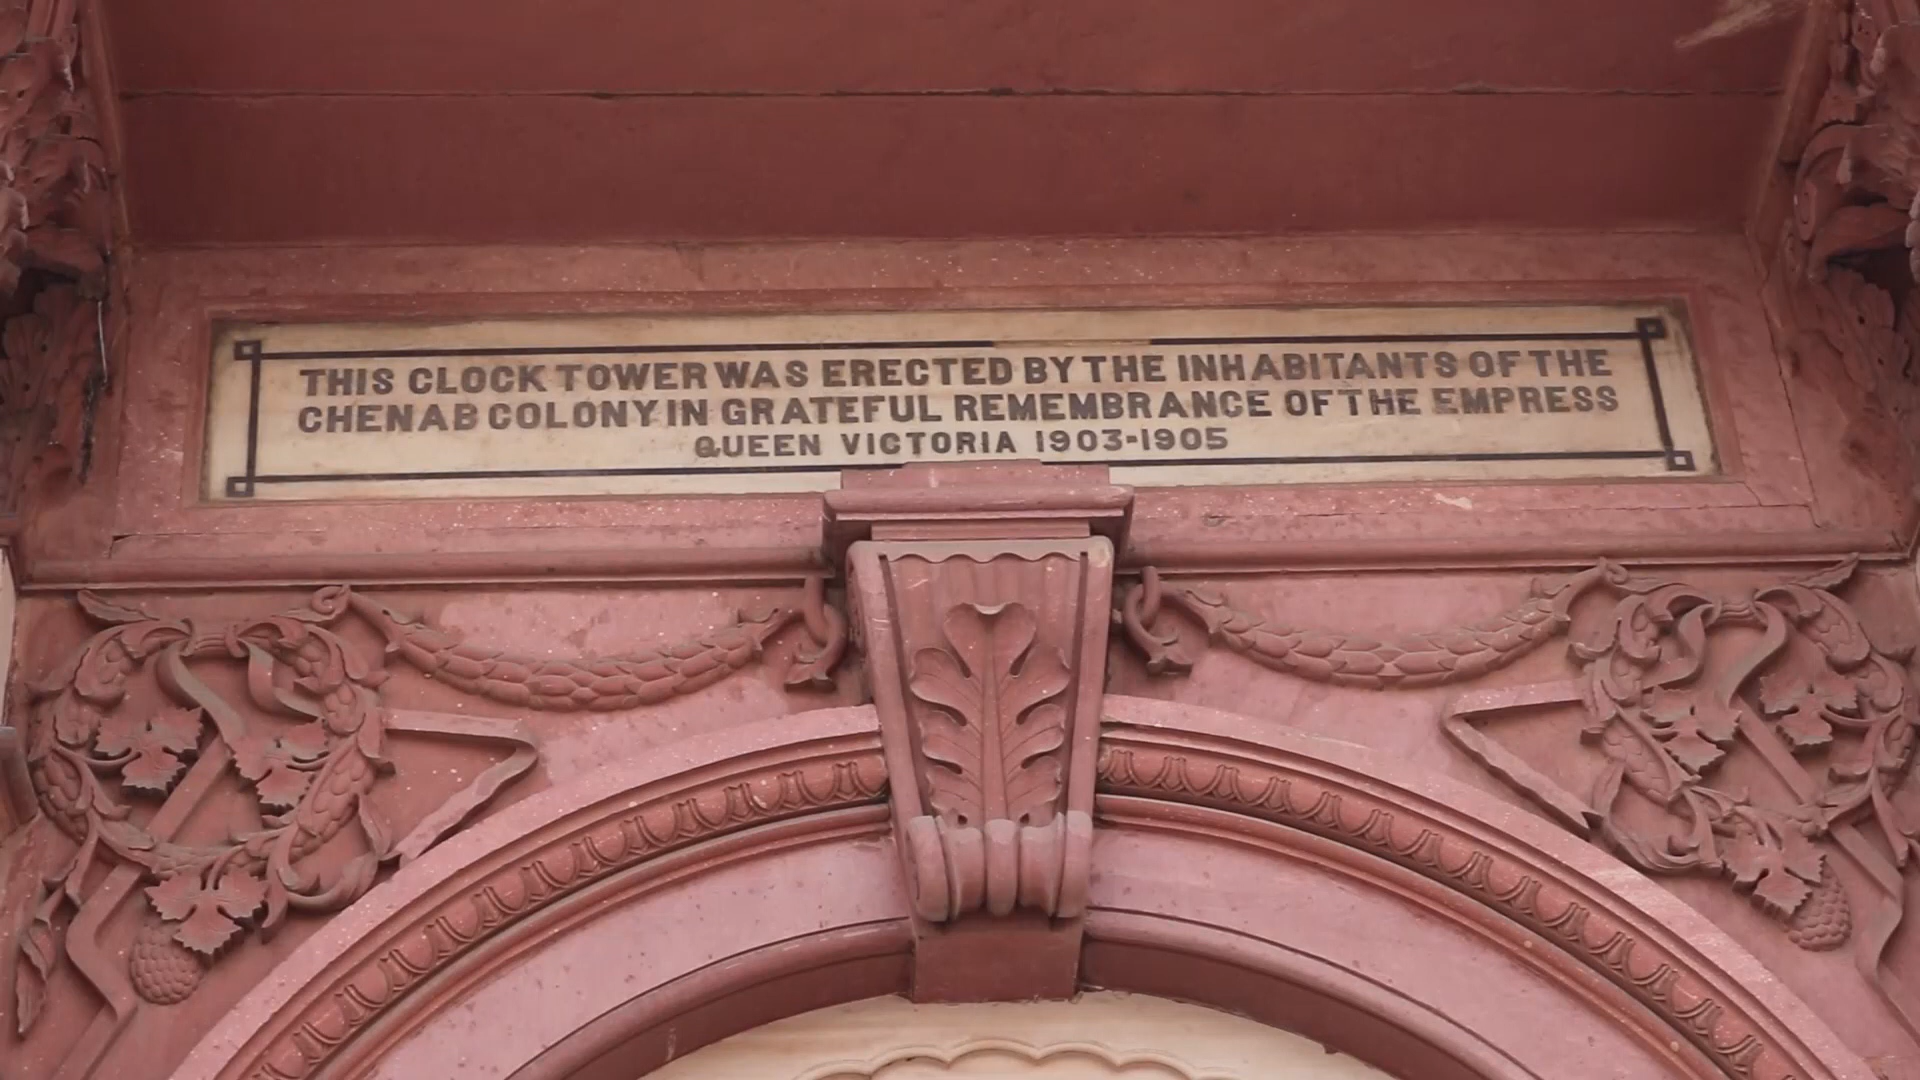 THIS CLOCK TOWER WAS ERECTED BY THE INHABITANTS OF THE
CHENAB COLONY IN GRATEFUL REMEMBRANCE OF THE EMPRESS
QUEEN VICTORIA 1903-1905